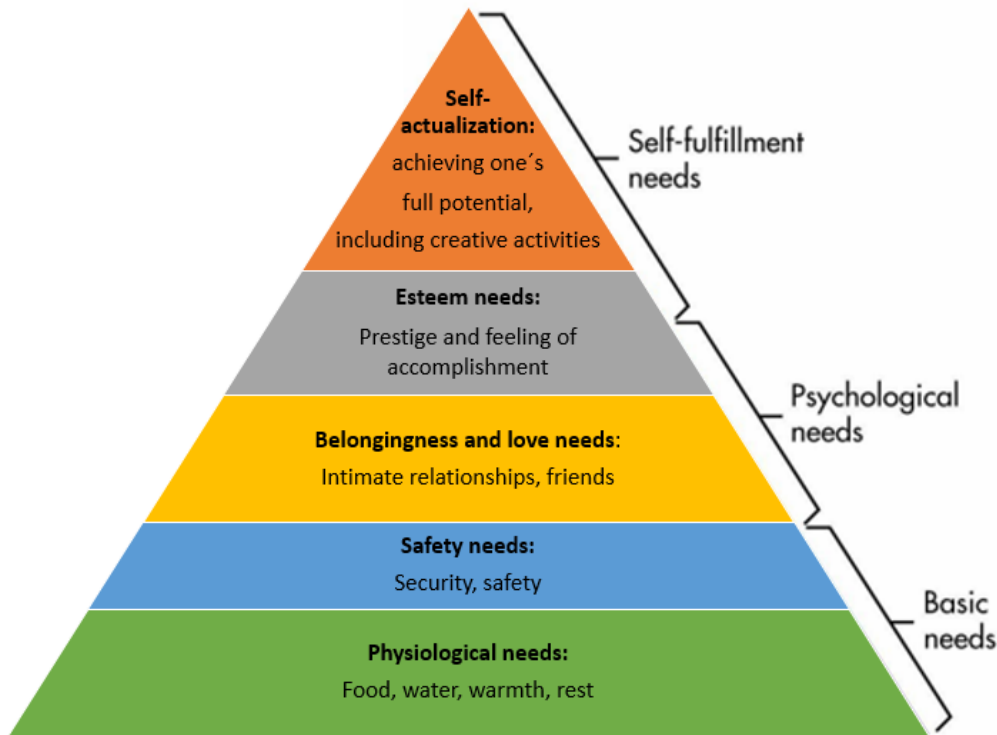 Self-
actualization:
achieving one´s
full potential,
including creative activities
Self-fulfillment
needs
Esteem needs:
Prestige and feeling of
accomplishment
Psychological
needs
Belongingness and love needs:
Intimate relationships, friends
Safety needs:
Security, safety
Basic
needs
Physiological needs:
Food, water, warmth, rest